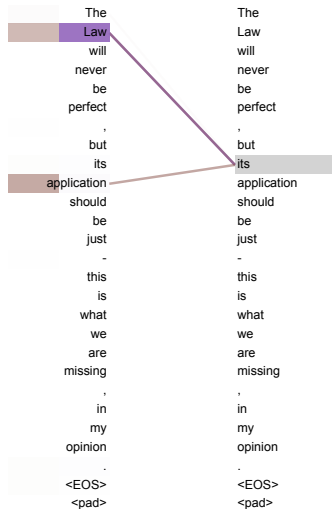 The The
Law Law
will will
never never
be be
perfect perfect
, ,
but but
its its
application application
should should
be be
just just
- -
this this
is is
what what
we we
are are
missing missing
, ,
in in
my my
opinion opinion
. .
<EOS> <EOS>
<pad> <pad>